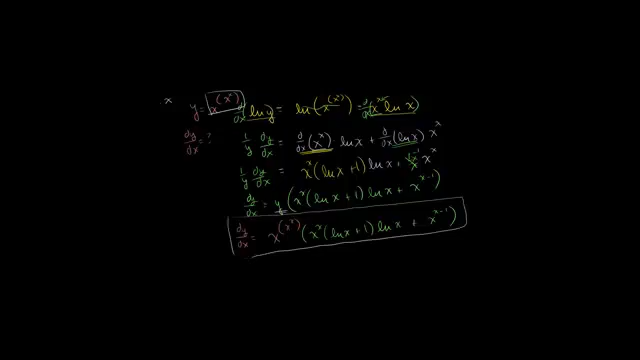 x
y = x^(x^x) d/dx ln y = ln(x^(x^x)) = d/dx(x^x ln x)
dy/dx = ? 1/y dy/dx = d/dx(x^x) ln x + d/dx(ln x) x^x
1/y dy/dx = x^x(ln x + 1) ln x + x^-1 x^x
dy/dx = y (x^x(ln x + 1) ln x + x^(x-1))
dy/dx = x^(x^x) (x^x(ln x + 1) ln x + x^(x-1))